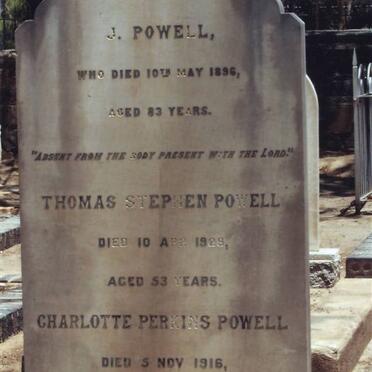 J. POWELL,
WHO DIED 10TH MAY 1896,
AGED 83 YEARS.
"ABSENT FROM THE BODY PRESENT WITH THE LORD."
THOMAS STEPHEN POWELL
DIED 10 APR 1929,
AGED 53 YEARS.
CHARLOTTE PERKINS POWELL
DIED 5 NOV 1916,